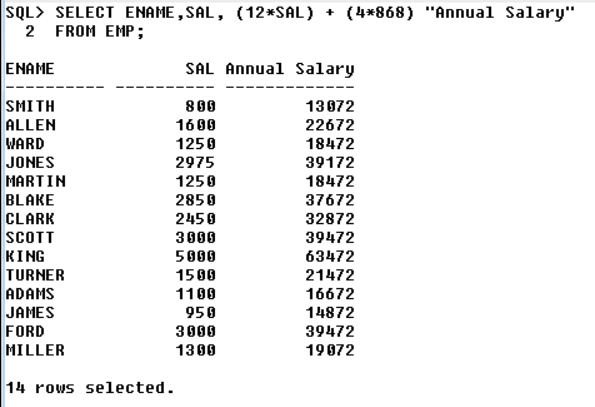 SQL> SELECT ENAME,SAL, (12*SAL) + (4*868) "Annual Salary"
  2  FROM EMP;
ENAME             SAL Annual Salary
---------- ---------- -------------
SMITH             800         13072
ALLEN            1600         22672
WARD             1250         18472
JONES            2975         39172
MARTIN           1250         18472
BLAKE            2850         37672
CLARK            2450         32872
SCOTT            3000         39472
KING             5000         63472
TURNER           1500         21472
ADAMS            1100         16672
JAMES             950         14872
FORD             3000         39472
MILLER           1300         19072
14 rows selected.